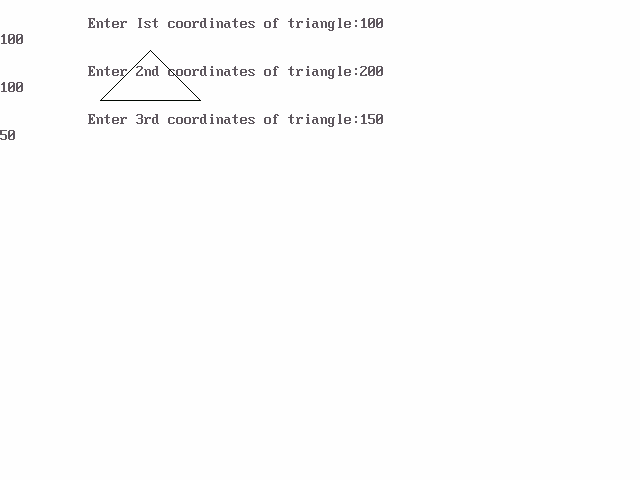 Enter Ist coordinates of triangle:100
100
Enter 2nd coordinates of triangle:200
100
Enter 3rd coordinates of triangle:150
50